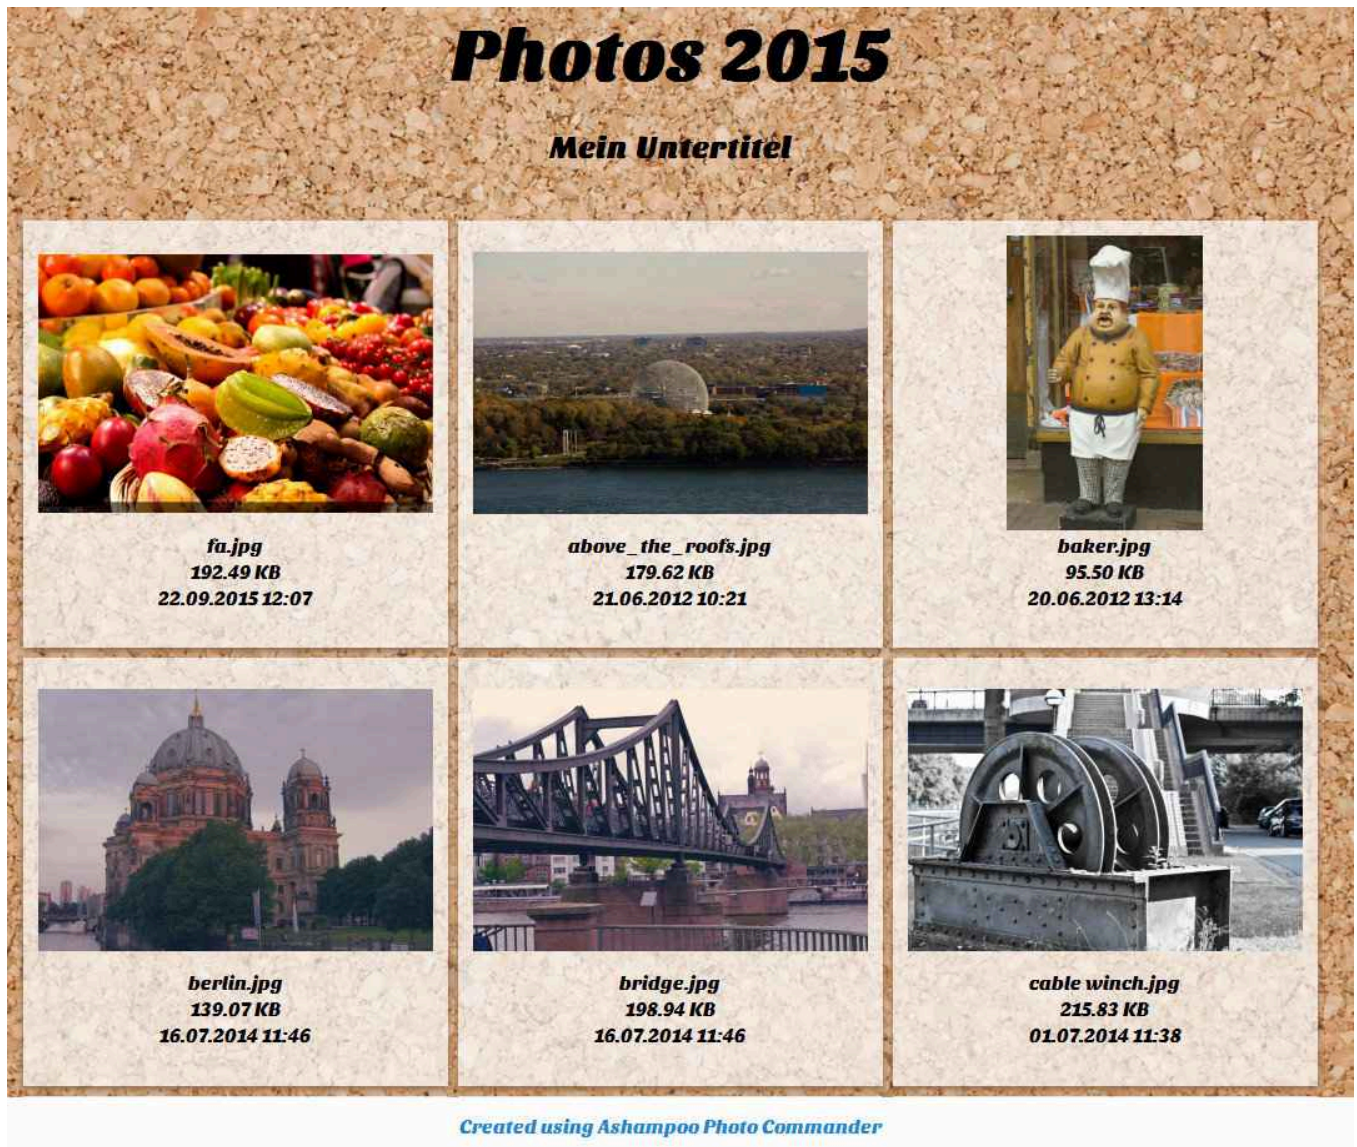 Photos 2015
Mein Untertitel
fa.jpg
192.49 KB
22.09.2015 12:07
above_the_roofs.jpg
179.62 KB
21.06.2012 10:21
baker.jpg
95.50 KB
20.06.2012 13:14
berlin.jpg
139.07 KB
16.07.2014 11:46
bridge.jpg
198.94 KB
16.07.2014 11:46
cable winch.jpg
215.83 KB
01.07.2014 11:38
Created using Ashampoo Photo Commander